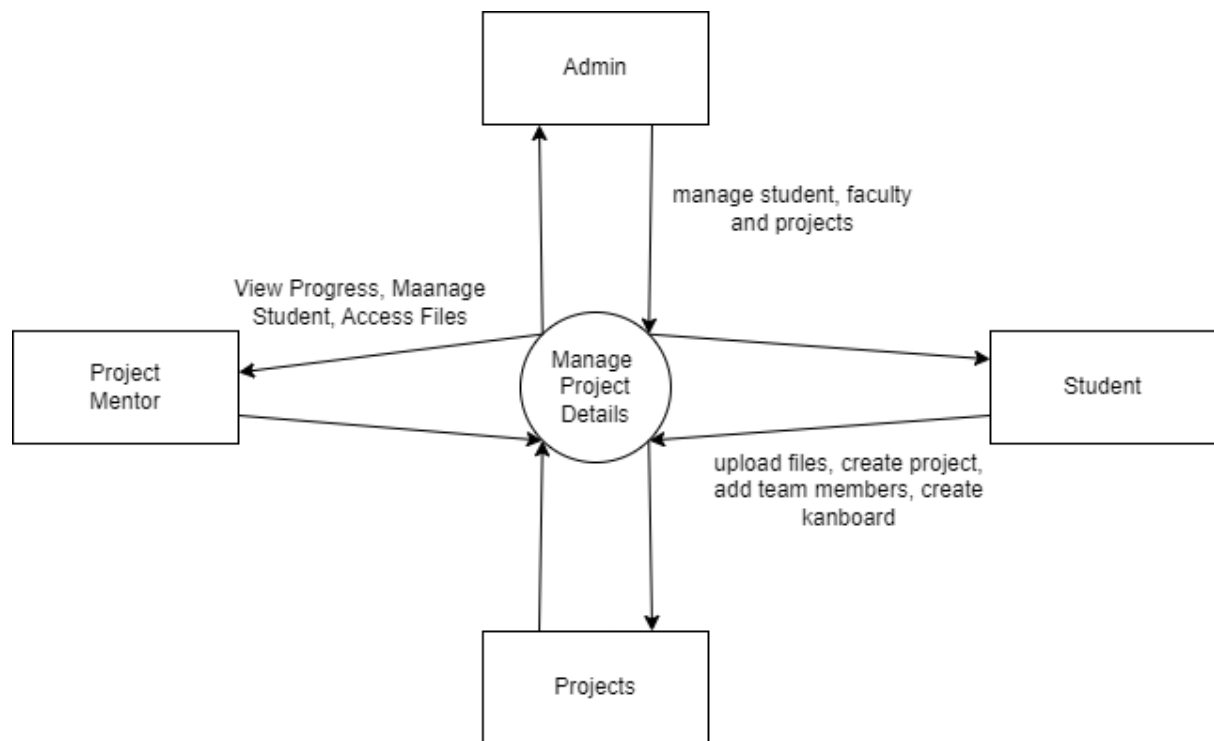 Admin
manage student, faculty
and projects
View Progress, Maanage
Student, Access Files
Project
Mentor
Manage
Project
Details
Student
upload files, create project,
add team members, create
kanboard
Projects